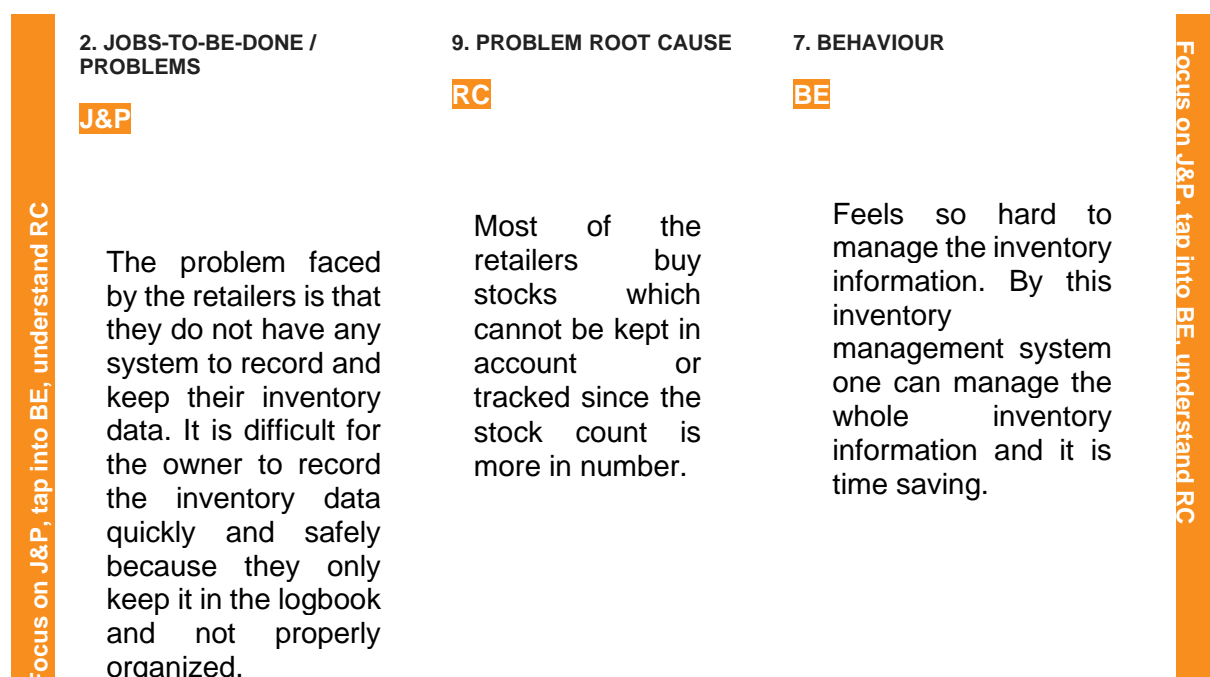 Focus on J&P, tap into BE, understand RC
2. JOBS-TO-BE-DONE /
PROBLEMS
J&P
The problem faced
by the retailers is that
they do not have any
system to record and
keep their inventory
data. It is difficult for
the owner to record
the inventory data
quickly and safely
because they only
keep it in the logbook
and not properly
organized.
9. PROBLEM ROOT CAUSE
RC
Most of the
retailers buy
stocks which
cannot be kept in
account or
tracked since the
stock count is
more in number.
7. BEHAVIOUR
BE
Feels so hard to
manage the inventory
information. By this
inventory
management system
one can manage the
whole inventory
information and it is
time saving.
Focus on J&P, tap into BE, understand RC